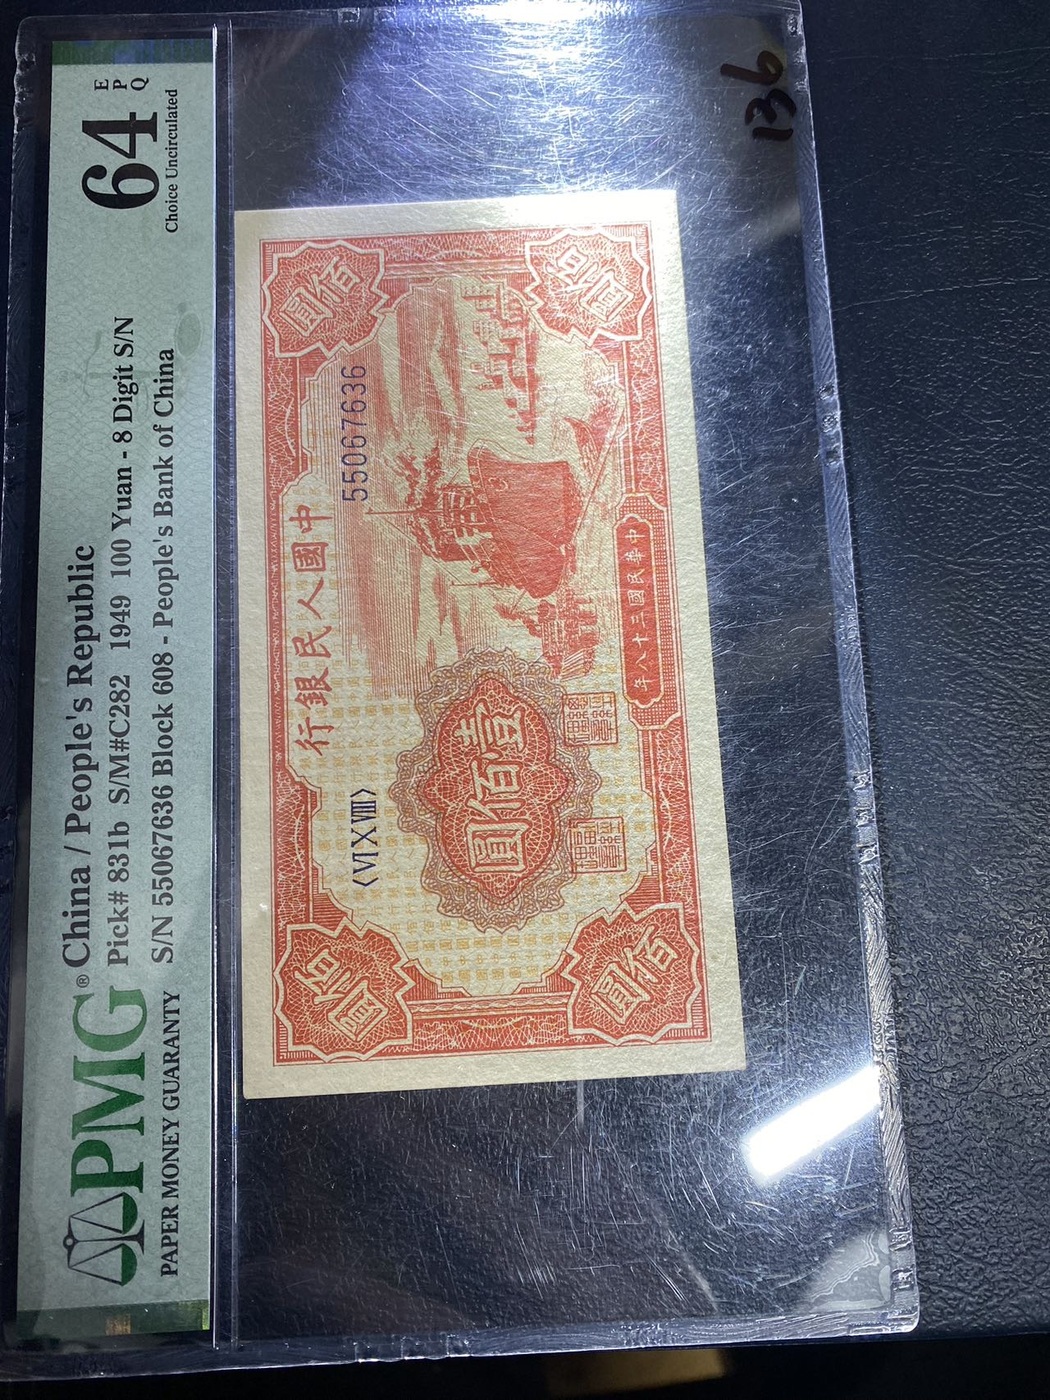 PMG®
PAPER MONEY GUARANTY
China / People's Republic
Pick# 831b S/M#C282 1949 100 Yuan - 8 Digit S/N
S/N 55067636 Block 608 - People's Bank of China
64
EPQ
Choice Uncirculated
136
中國人民銀行
55067636
〈VI X VIII〉
壹佰圓
中華民國三十八年
佰圓
佰圓
佰圓
佰圓